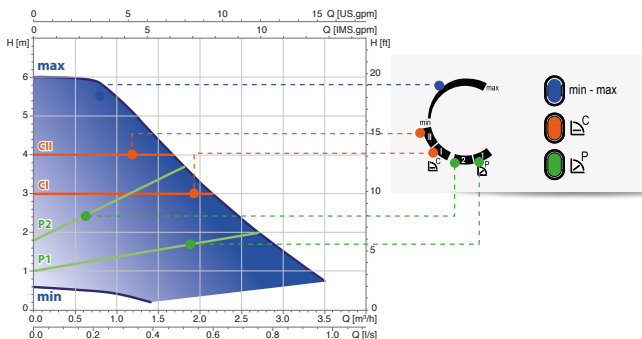 0 5 10 15 Q [US.gpm]
0 5 10 Q [IMS.gpm]
H [m] H [ft]
max
6 20
5
15
CII
4
CI
3
10
P2
2
5
P1
1
min
0 0
0 0.5 1.0 1.5 2.0 2.5 3.0 3.5 Q [m³/h]
0.0 0.2 0.4 0.6 0.8 1.0 Q [l/s]
max
min
II
I
2
1
C
P
min - max
C
P